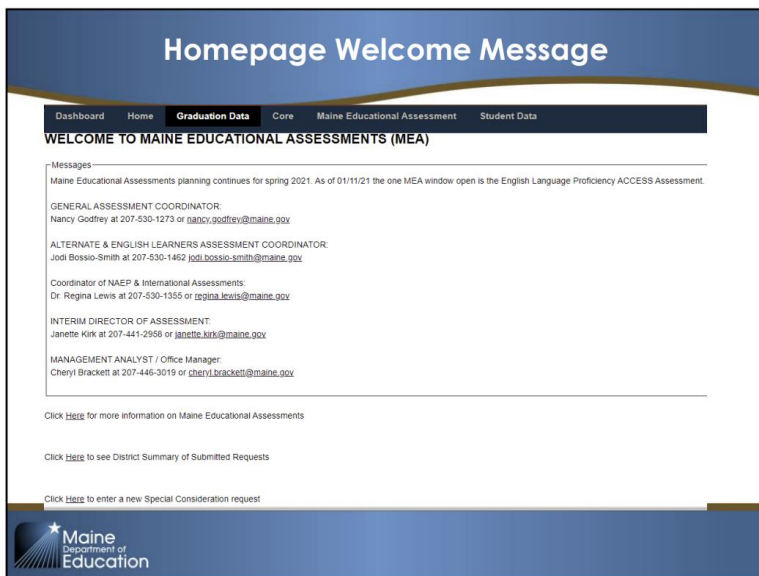 Homepage Welcome Message
Dashboard Home Graduation Data Core Maine Educational Assessment Student Data
WELCOME TO MAINE EDUCATIONAL ASSESSMENTS (MEA)
Messages
Maine Educational Assessments planning continues for spring 2021. As of 01/11/21 the one MEA window open is the English Language Proficiency ACCESS Assessment.
GENERAL ASSESSMENT COORDINATOR:
Nancy Godfrey at 207-530-1273 or nancy.godfrey@maine.gov
ALTERNATE & ENGLISH LEARNERS ASSESSMENT COORDINATOR:
Jodi Bossio-Smith at 207-530-1462 jodi.bossio-smith@maine.gov
Coordinator of NAEP & International Assessments:
Dr. Regina Lewis at 207-530-1355 or regina.lewis@maine.gov
INTERIM DIRECTOR OF ASSESSMENT:
Janette Kirk at 207-441-2958 or janette.kirk@maine.gov
MANAGEMENT ANALYST / Office Manager:
Cheryl Brackett at 207-446-3019 or cheryl.brackett@maine.gov
Click Here for more information on Maine Educational Assessments
Click Here to see District Summary of Submitted Requests
Click Here to enter a new Special Consideration request
Maine
Department of
Education